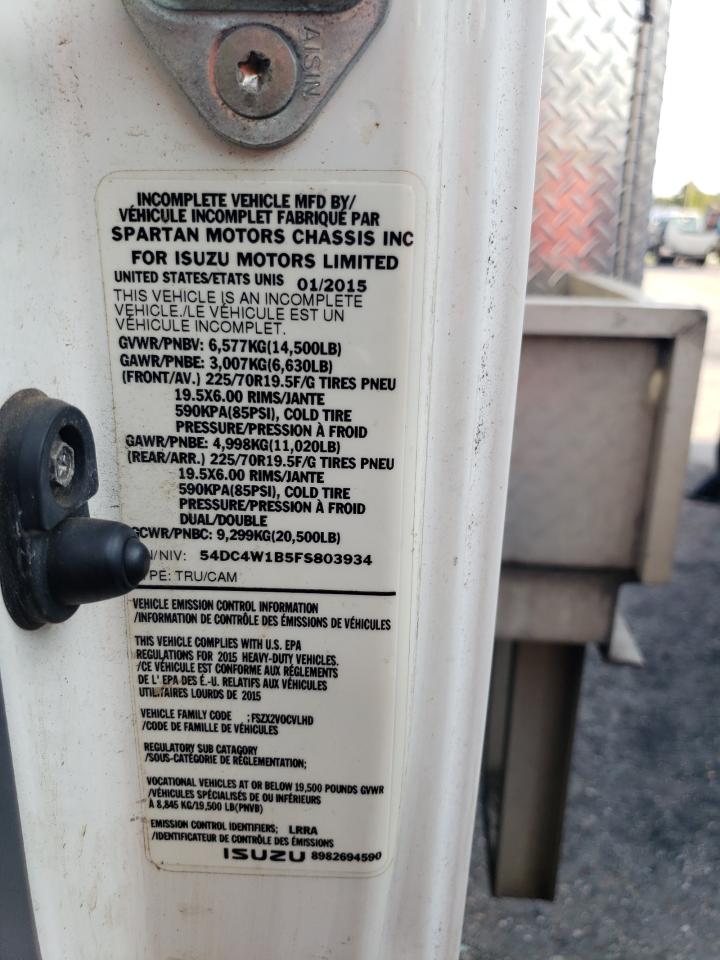 AISIN
INCOMPLETE VEHICLE MFD BY/
VÉHICULE INCOMPLET FABRIQUÉ PAR
SPARTAN MOTORS CHASSIS INC
FOR ISUZU MOTORS LIMITED
UNITED STATES/ETATS UNIS 01/2015
THIS VEHICLE IS AN INCOMPLETE
VEHICLE./LE VÉHICULE EST UN
VÉHICULE INCOMPLET.
GVWR/PNBV: 6,577KG(14,500LB)
GAWR/PNBE: 3,007KG(6,630LB)
(FRONT/AV.) 225/70R19.5F/G TIRES PNEU
19.5X6.00 RIMS/JANTE
590KPA(85PSI), COLD TIRE
PRESSURE/PRESSION À FROID
GAWR/PNBE: 4,998KG(11,020LB)
(REAR/ARR.) 225/70R19.5F/G TIRES PNEU
19.5X6.00 RIMS/JANTE
590KPA(85PSI), COLD TIRE
PRESSURE/PRESSION À FROID
DUAL/DOUBLE
GCWR/PNBC: 9,299KG(20,500LB)
N/NIV: 54DC4W1B5FS803934
PE: TRU/CAM
VEHICLE EMISSION CONTROL INFORMATION
/INFORMATION DE CONTRÔLE DES ÉMISSIONS DE VÉHICULES
THIS VEHICLE COMPLIES WITH U.S. EPA
REGULATIONS FOR 2015 HEAVY-DUTY VEHICLES.
/CE VÉHICULE EST CONFORME AUX RÈGLEMENTS
DE L' EPA DES É.-U. RELATIFS AUX VÉHICULES
UTILITAIRES LOURDS DE 2015
VEHICLE FAMILY CODE ;FSZX2VOCVLHD
/CODE DE FAMILLE DE VÉHICULES
REGULATORY SUB CATAGORY
/SOUS-CATÉGORIE DE RÉGLEMENTATION;
VOCATIONAL VEHICLES AT OR BELOW 19,500 POUNDS GVWR
/VÉHICULES SPÉCIALISÉS DE OU INFÉRIEURS
À 8,845 KG/19,500 LB(PNVB)
EMISSION CONTROL IDENTIFIERS; LRRA
/IDENTIFICATEUR DE CONTRÔLE DES ÉMISSIONS
ISUZU 8982694590